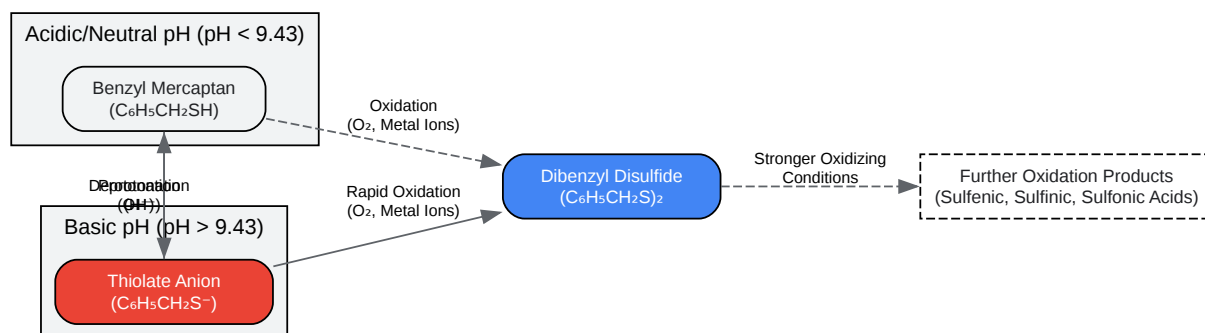 Acidic/Neutral pH (pH < 9.43)
Benzyl Mercaptan
(C₆H₅CH₂SH)
Oxidation
(O₂, Metal Ions)
Rapid Oxidation
(O₂, Metal Ions)
Basic pH (pH > 9.43)
Thiolate Anion
(C₆H₅CH₂S⁻)
Dibenzyl Disulfide
(C₆H₅CH₂S)₂
Stronger Oxidizing
Conditions
Further Oxidation Products
(Sulfenic, Sulfinic, Sulfonic Acids)